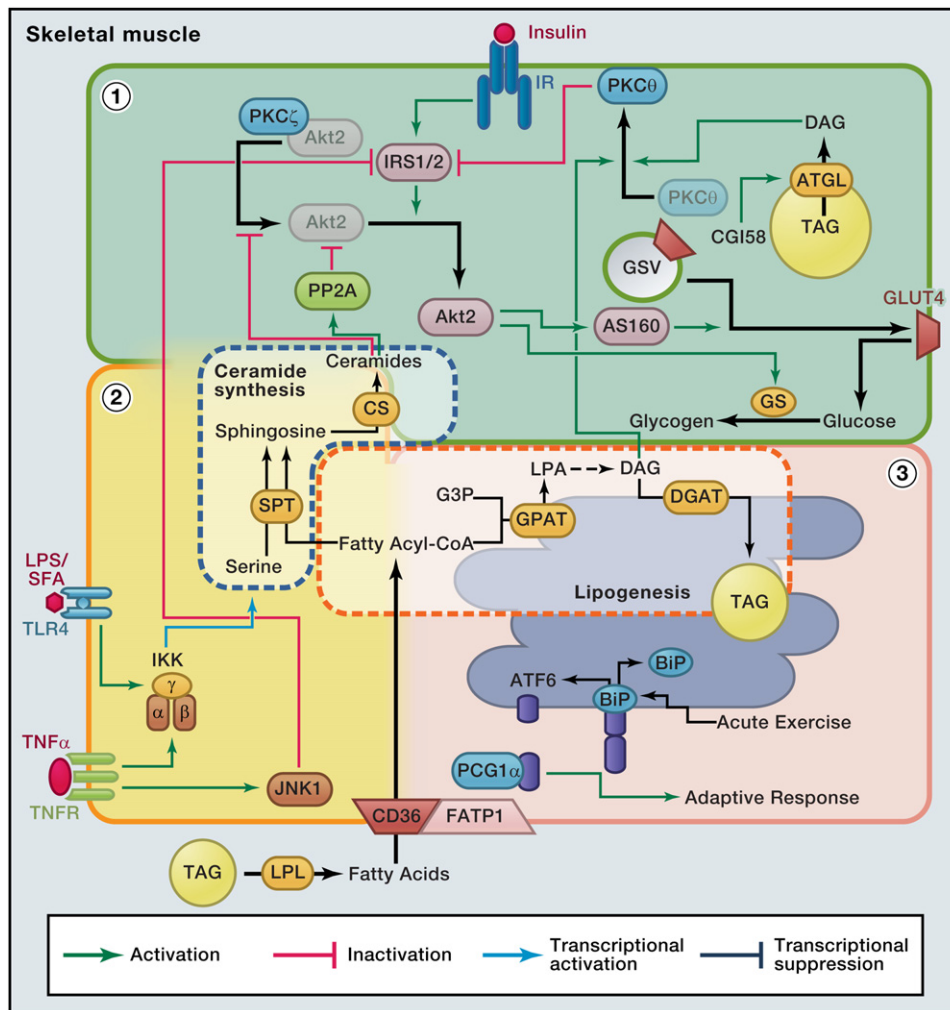 Skeletal muscle
Insulin
IR
1
PKCζ
Akt2
IRS1/2
PKCθ
DAG
ATGL
TAG
PKCθ
CGI58
Akt2
GSV
PP2A
GLUT4
Akt2
AS160
Ceramides
Ceramide
synthesis
2
CS
GS
Sphingosine
Glycogen
Glucose
3
LPA
DAG
G3P
DGAT
SPT
GPAT
Fatty Acyl-CoA
Serine
LPS/
SFA
TLR4
Lipogenesis
TAG
IKK
γ
α
β
BiP
ATF6
BiP
Acute Exercise
TNFα
TNFR
JNK1
PCG1α
Adaptive Response
CD36
FATP1
TAG
LPL
Fatty Acids
Activation
Inactivation
Transcriptional
activation
Transcriptional
suppression